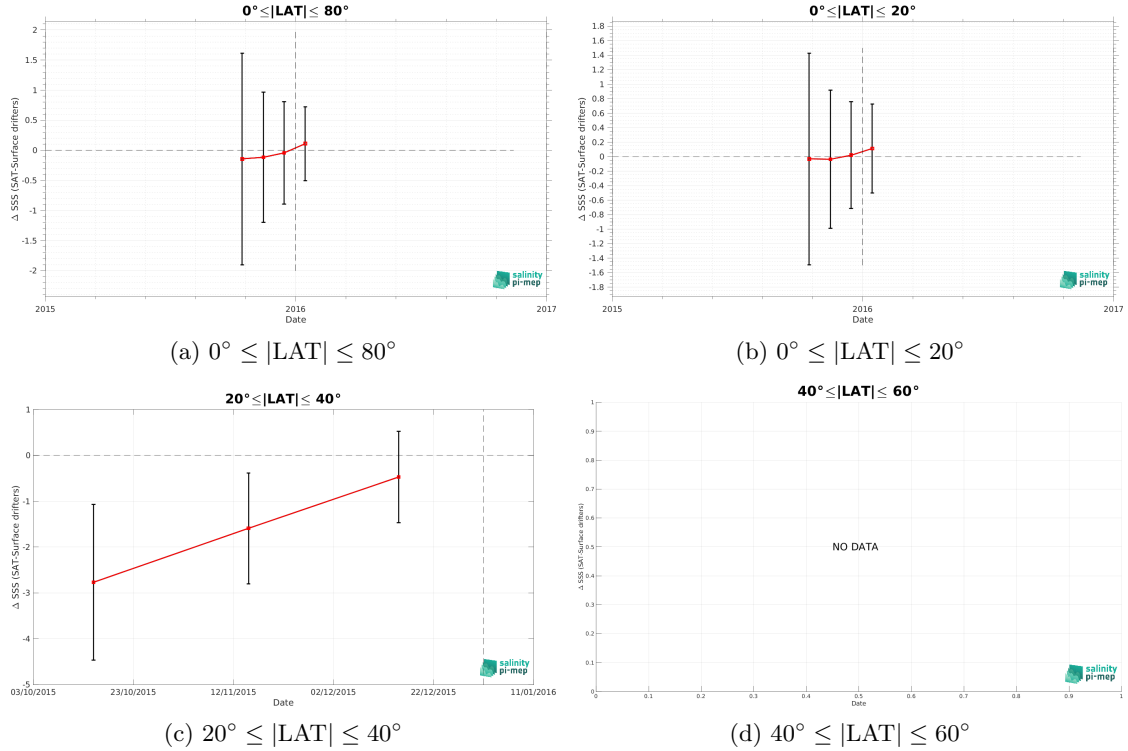 0°≤|LAT|≤ 80°
Δ SSS (SAT-Surface drifters)
2
1.5
1
0.5
0
-0.5
-1
-1.5
-2
2015
2016
2017
Date
salinity
pi-mep
(a) 0° ≤ |LAT| ≤ 80°
0°≤|LAT|≤ 20°
Δ SSS (SAT-Surface drifters)
1.8
1.6
1.4
1.2
1
0.8
0.6
0.4
0.2
0
-0.2
-0.4
-0.6
-0.8
-1
-1.2
-1.4
-1.6
-1.8
2015
2016
2017
Date
salinity
pi-mep
(b) 0° ≤ |LAT| ≤ 20°
20°≤|LAT|≤ 40°
Δ SSS (SAT-Surface drifters)
1
0
-1
-2
-3
-4
-5
03/10/2015
23/10/2015
12/11/2015
02/12/2015
22/12/2015
11/01/2016
Date
salinity
pi-mep
(c) 20° ≤ |LAT| ≤ 40°
40°≤|LAT|≤ 60°
Δ SSS (SAT-Surface drifters)
1
0.9
0.8
0.7
0.6
0.5
0.4
0.3
0.2
0.1
0
NO DATA
0
0.1
0.2
0.3
0.4
0.5
0.6
0.7
0.8
0.9
1
Date
salinity
pi-mep
(d) 40° ≤ |LAT| ≤ 60°